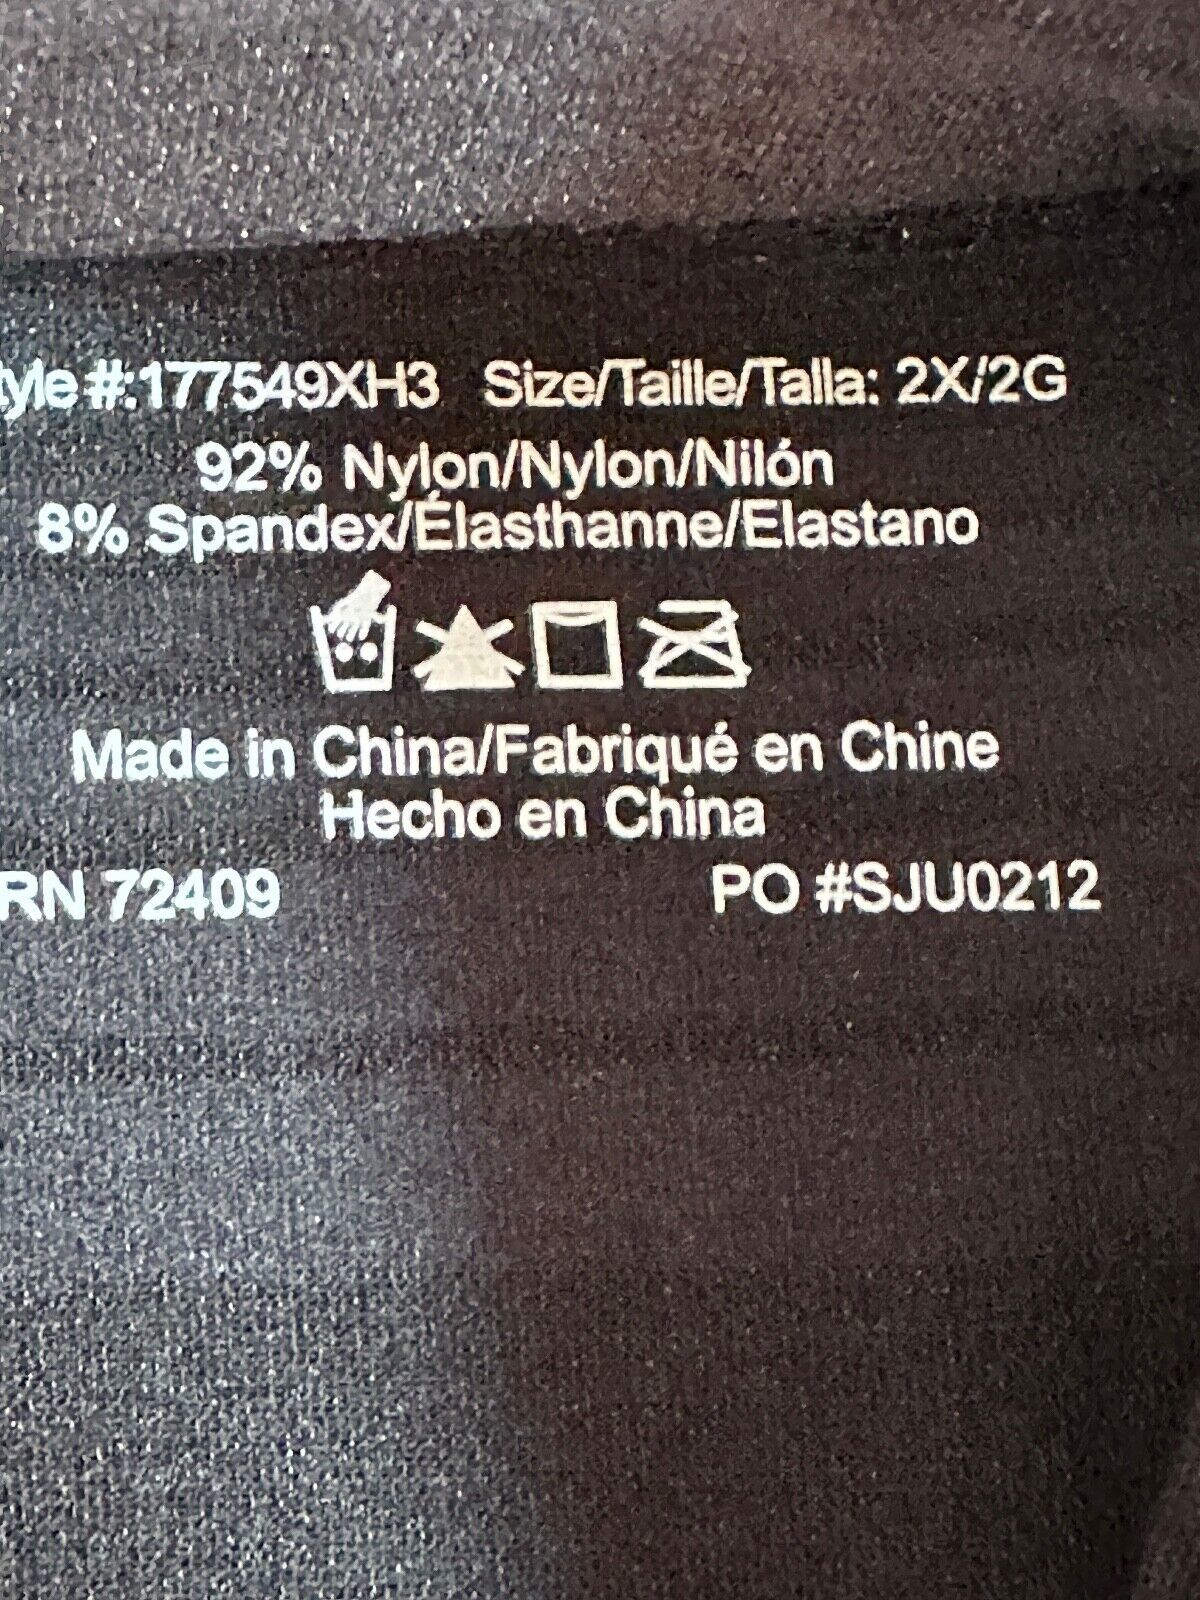 tyle #:177549XH3 Size/Taille/Talla: 2X/2G
92% Nylon/Nylon/Nilón
8% Spandex/Élasthanne/Elastano
Made in China/Fabriqué en Chine
Hecho en China
RN 72409 PO #SJU0212